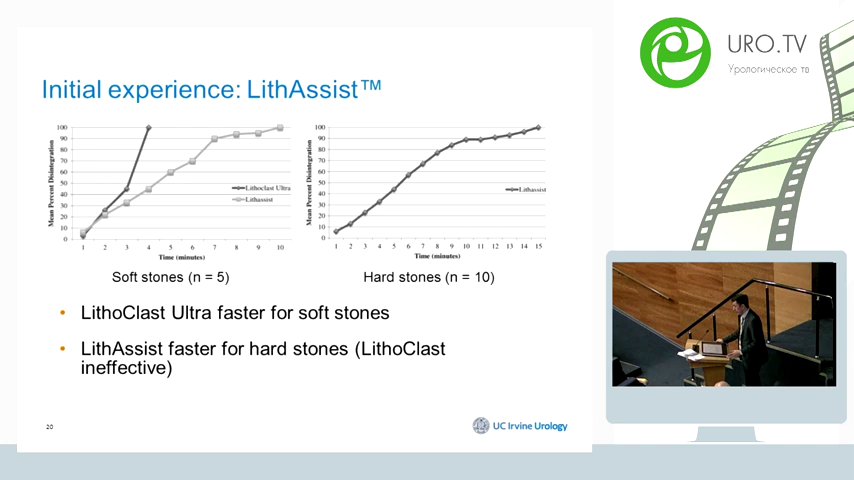 URO.TV
Урологическое тв
Initial experience: LithAssist™
Mean Percent Disintegration
100
90
80
70
60
50
40
30
20
10
0
1 2 3 4 5 6 7 8 9 10
Time (minutes)
Lithoclast Ultra
Lithassist
Mean Percent Disintegration
100
90
80
70
60
50
40
30
20
10
0
1 2 3 4 5 6 7 8 9 10 11 12 13 14 15
Time (minutes)
Lithassist
Soft stones (n = 5)
Hard stones (n = 10)
• LithoClast Ultra faster for soft stones
• LithAssist faster for hard stones (LithoClast
ineffective)
20
UC Irvine Urology